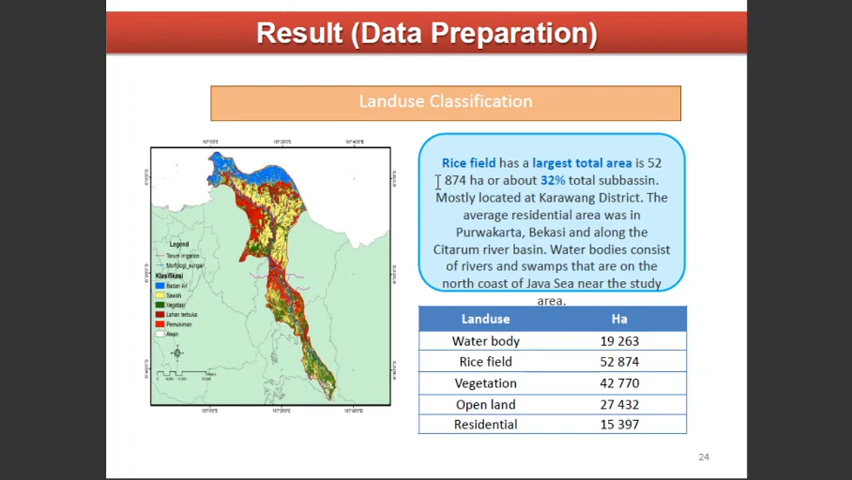 Result (Data Preparation)
Landuse Classification
Rice field has a largest total area is 52
874 ha or about 32% total subbassin.
Mostly located at Karawang District. The
average residential area was in
Purwakarta, Bekasi and along the
Citarum river basin. Water bodies consist
of rivers and swamps that are on the
north coast of Java Sea near the study
area.
Legend
Tarum irrigation
Morfologi_sungai
Klasifikasi
Badan Air
Sawah
Vegetasi
Lahan terbuka
Pemukiman
Awan
Landuse Ha
Water body 19 263
Rice field 52 874
Vegetation 42 770
Open land 27 432
Residential 15 397
24